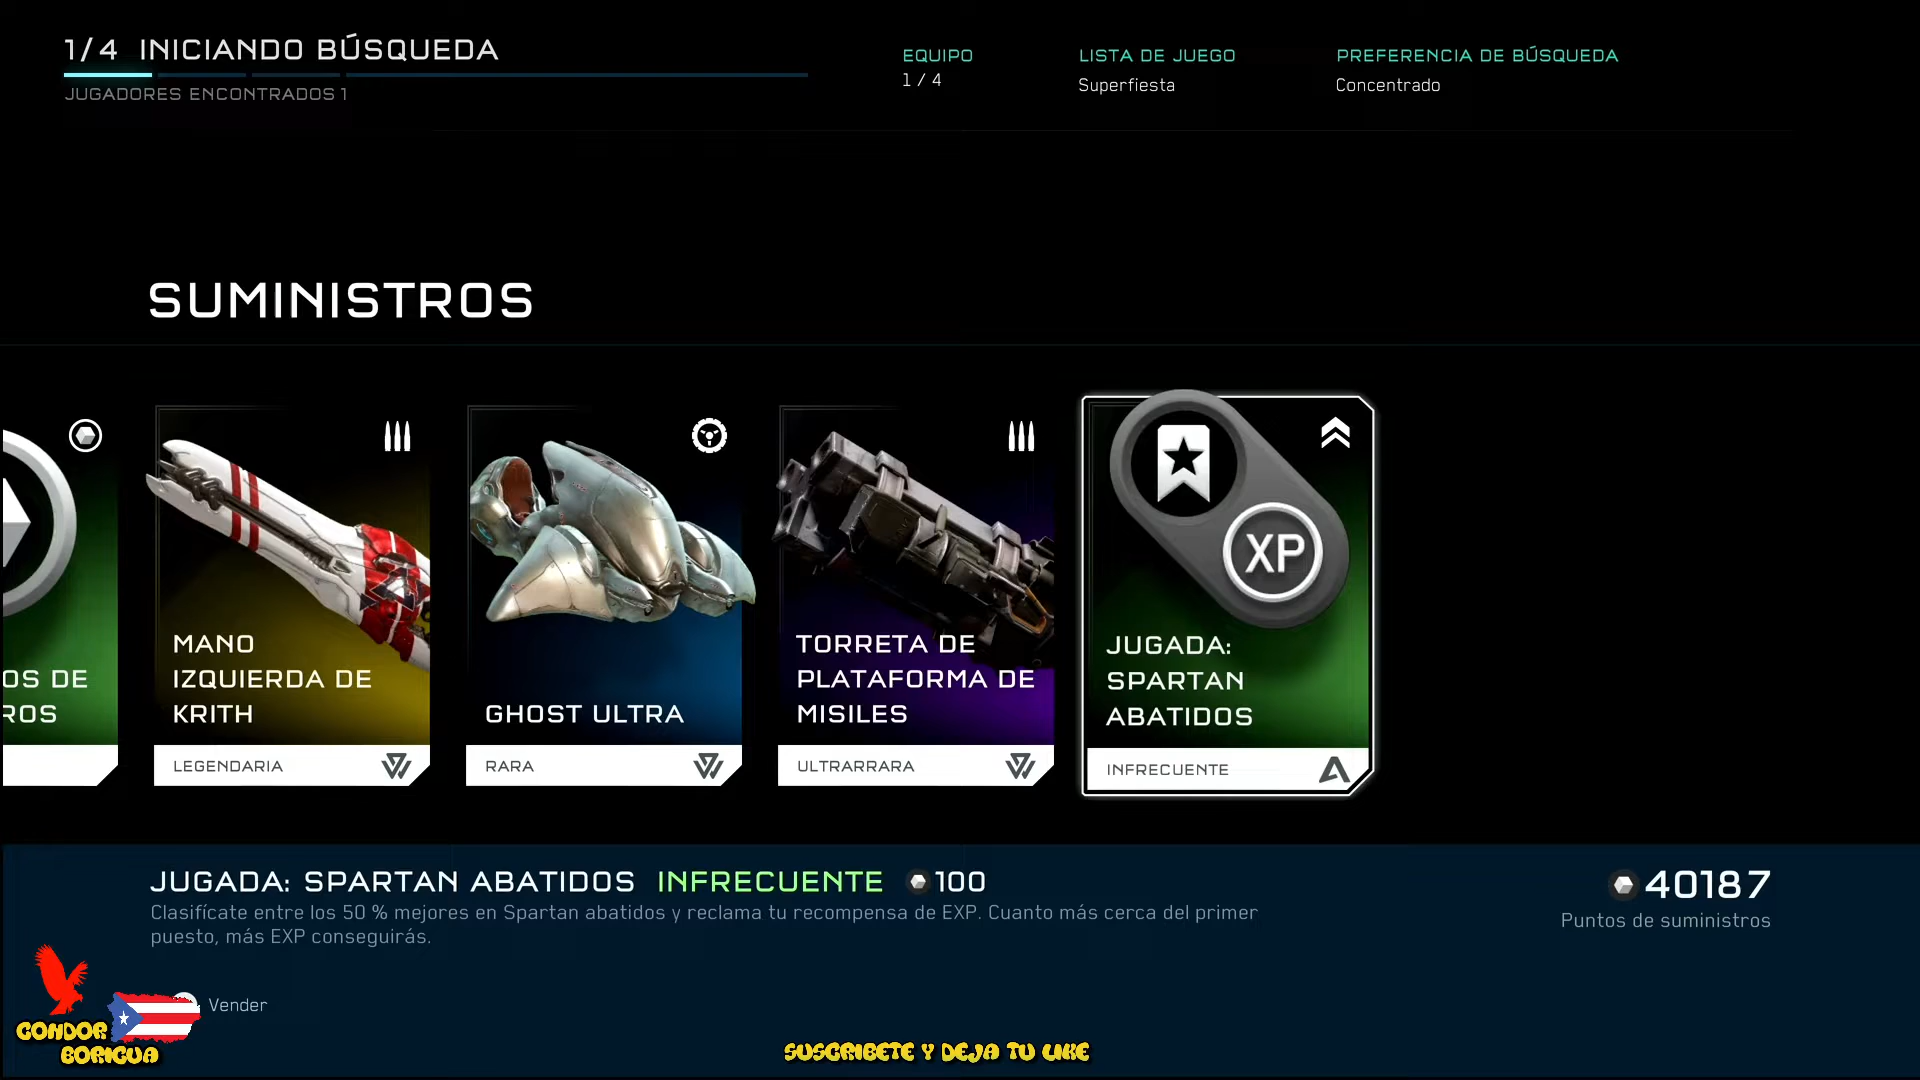 1/4 INICIANDO BÚSQUEDA
JUGADORES ENCONTRADOS 1
EQUIPO
1 / 4
LISTA DE JUEGO
Superfiesta
PREFERENCIA DE BÚSQUEDA
Concentrado
SUMINISTROS
OS DE
ROS
MANO
IZQUIERDA DE
KRITH
LEGENDARIA
GHOST ULTRA
RARA
TORRETA DE
PLATAFORMA DE
MISILES
ULTRARRARA
XP
JUGADA:
SPARTAN
ABATIDOS
INFRECUENTE
JUGADA: SPARTAN ABATIDOS INFRECUENTE 100
Clasifícate entre los 50 % mejores en Spartan abatidos y reclama tu recompensa de EXP. Cuanto más cerca del primer
puesto, más EXP conseguirás.
40187
Puntos de suministros
Vender
CONDOR
BORIGUA
SUSCRIBETE Y DEJA TU LIKE